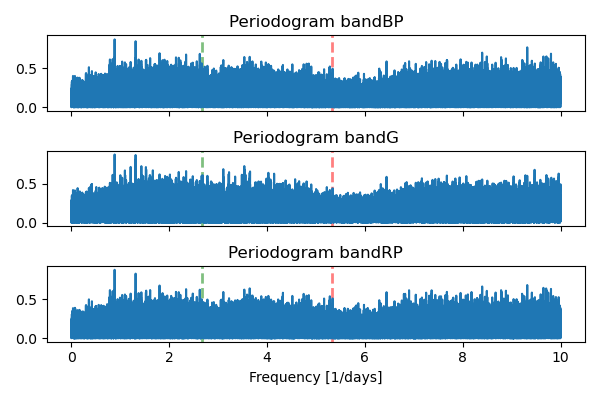 Periodogram bandBP
0.5
0.0
Periodogram bandG
0.5
0.0
Periodogram bandRP
0.5
0.0
0 2 4 6 8 10
Frequency [1/days]